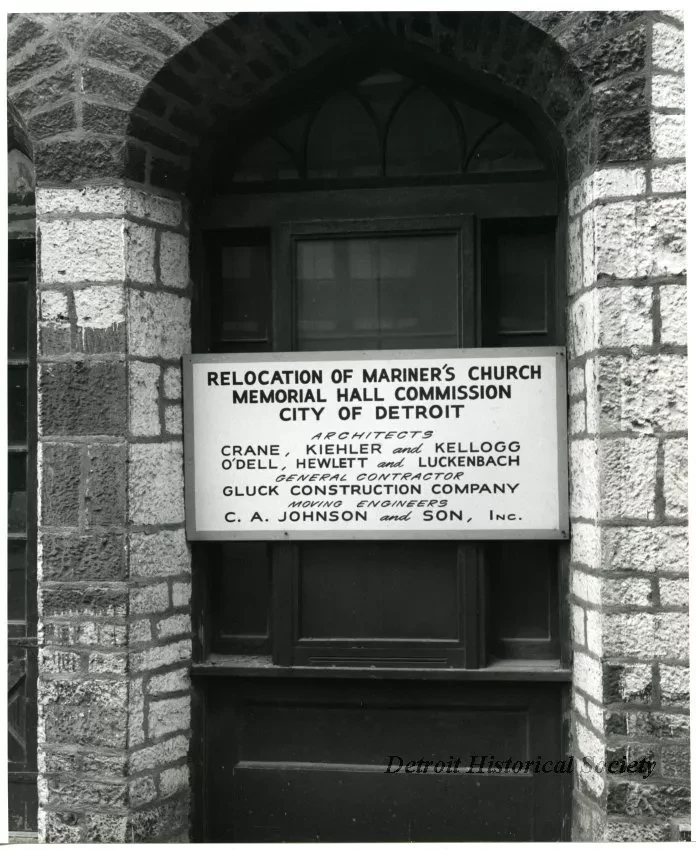 RELOCATION OF MARINER'S CHURCH
MEMORIAL HALL COMMISSION
CITY OF DETROIT
ARCHITECTS
CRANE, KIEHLER and KELLOGG
O'DELL, HEWLETT and LUCKENBACH
GENERAL CONTRACTOR
GLUCK CONSTRUCTION COMPANY
MOVING ENGINEERS
C. A. JOHNSON and SON, INC.
Detroit Historical Society